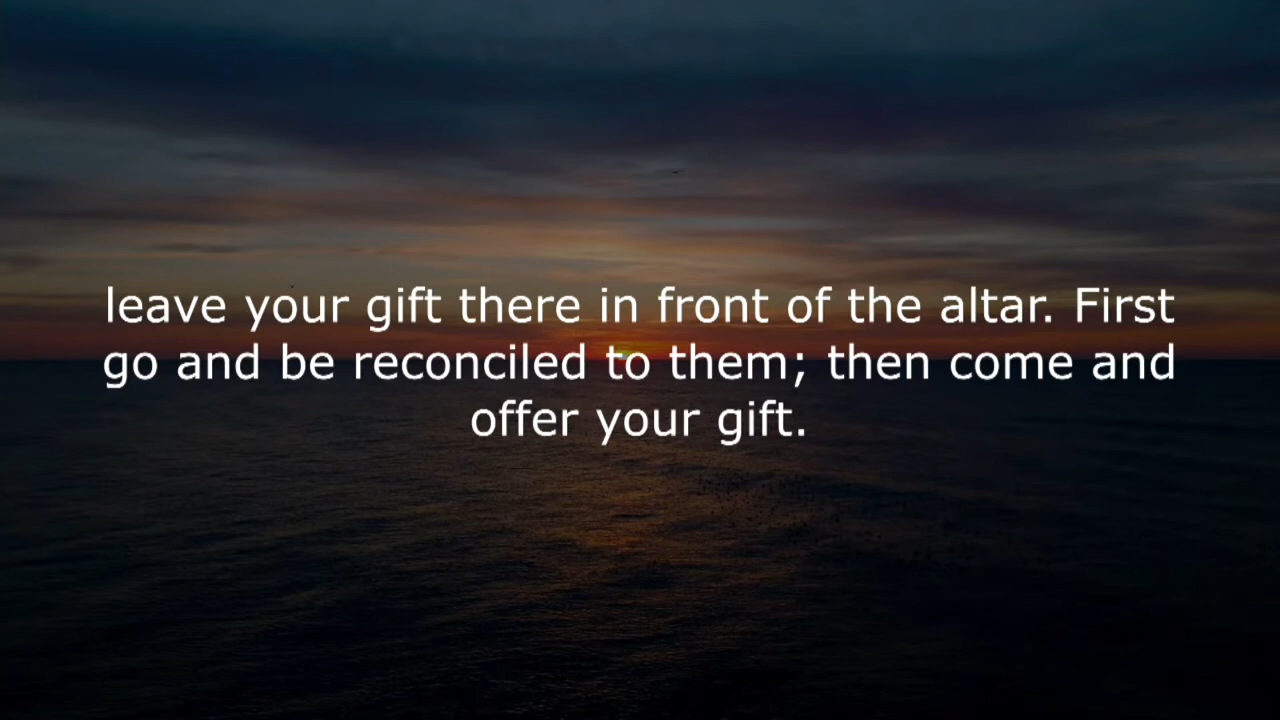 leave your gift there in front of the altar. First
go and be reconciled to them; then come and
offer your gift.